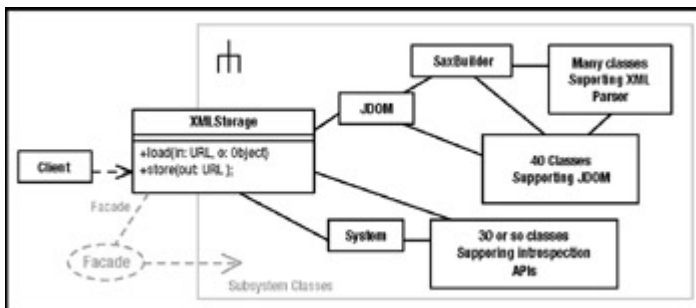 SaxBuilder
Many classes
Suporting XML
Parser
JDOM
XMLStorage
+load(in: URL, o: Object)
+store(out: URL );
40 Classes
Supporting JDOM
Client
Facade
System
30 or so classes
Suppering introspection
APIs
Facade
Subsystem Classes